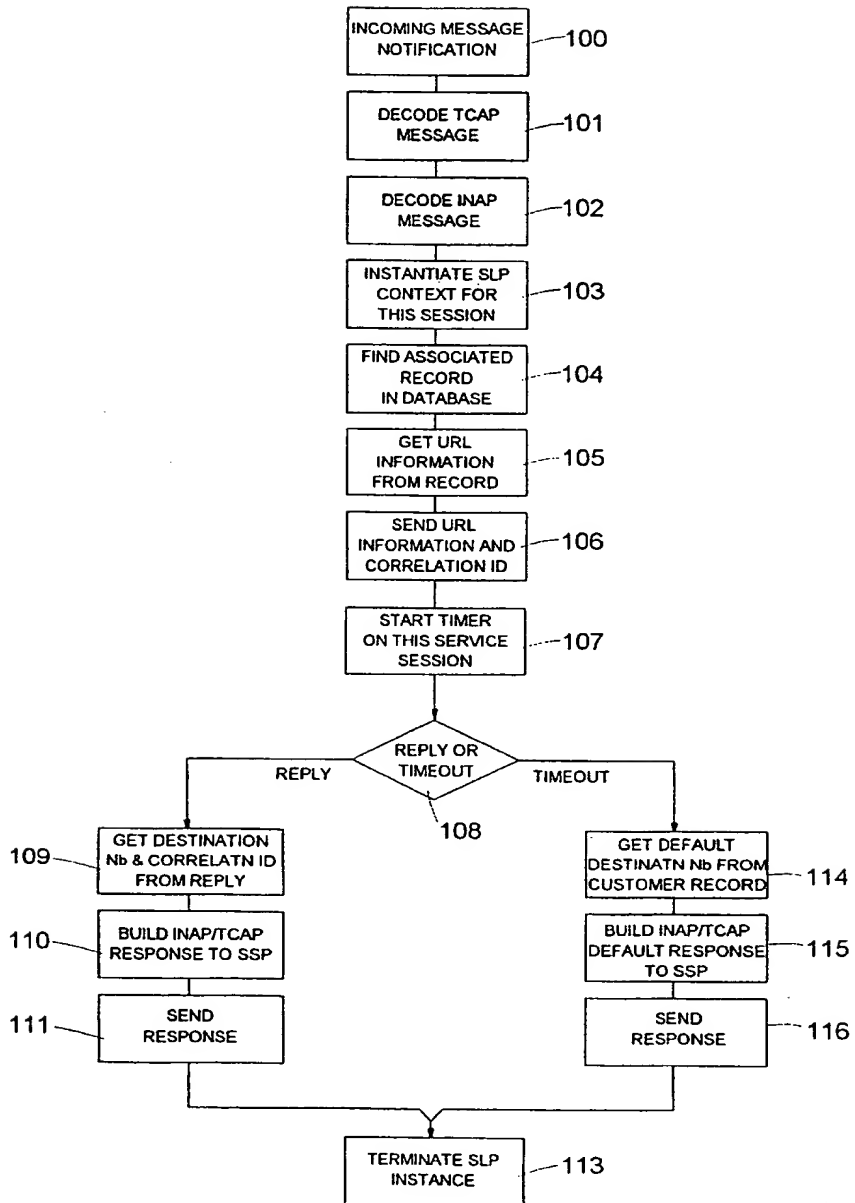 INCOMING MESSAGE
NOTIFICATION
100
DECODE TCAP
MESSAGE
101
DECODE INAP
MESSAGE
102
INSTANTIATE SLP
CONTEXT FOR
THIS SESSION
103
FIND ASSOCIATED
RECORD
IN DATABASE
104
GET URL
INFORMATION
FROM RECORD
105
SEND URL
INFORMATION AND
CORRELATION ID
106
START TIMER
ON THIS SERVICE
SESSION
107
REPLY OR
TIMEOUT
REPLY
TIMEOUT
108
109
GET DESTINATION
Nb & CORRELATN ID
FROM REPLY
110
BUILD INAP/TCAP
RESPONSE TO SSP
111
SEND
RESPONSE
GET DEFAULT
DESTINATN Nb FROM
CUSTOMER RECORD
114
BUILD INAP/TCAP
DEFAULT RESPONSE
TO SSP
115
SEND
RESPONSE
116
TERMINATE SLP
INSTANCE
113